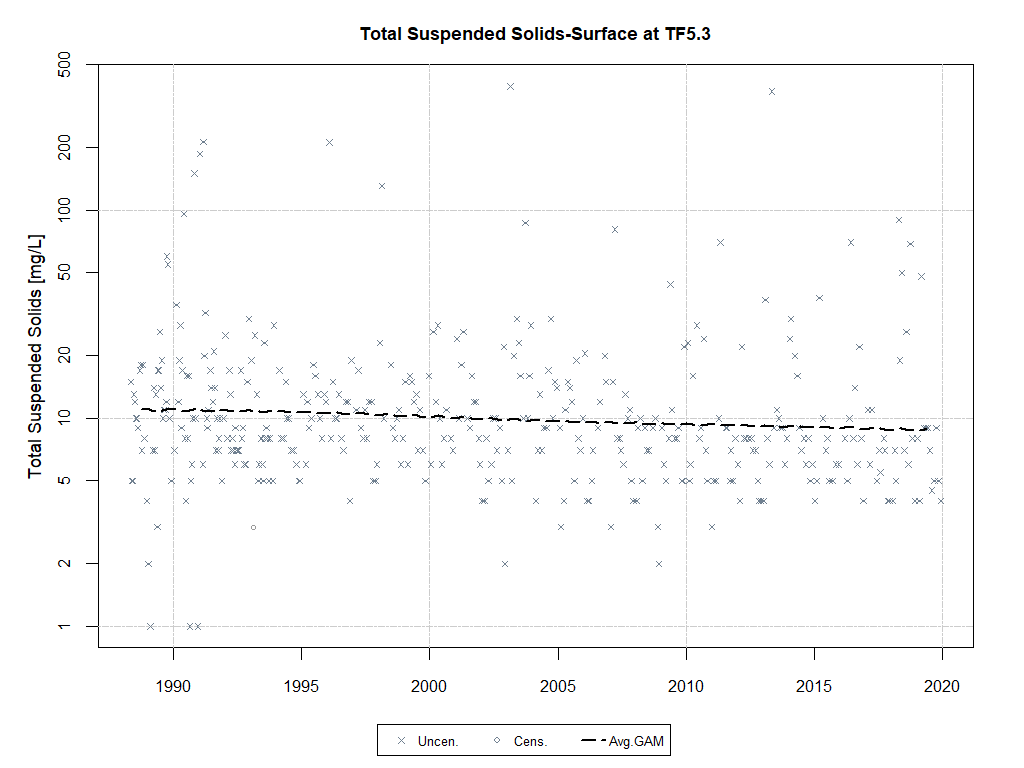 Total Suspended Solids-Surface at TF5.3
Total Suspended Solids [mg/L]
500
200
100
50
20
10
5
2
1
1990 1995 2000 2005 2010 2015 2020
Uncen. Cens. Avg.GAM